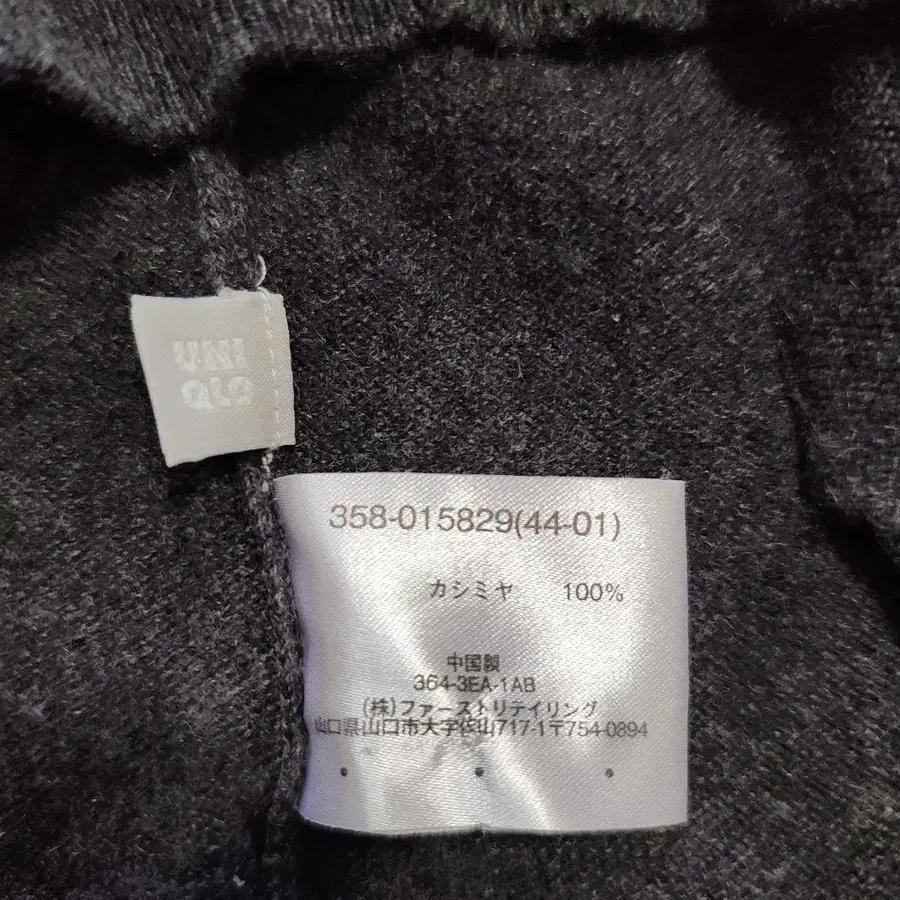 UNI
QLO
358-015829(44-01)
カシミヤ 100%
中国製
364-3EA-1AB
(株)ファーストリテイリング
山口県山口市大字佐山717-1〒754-0894